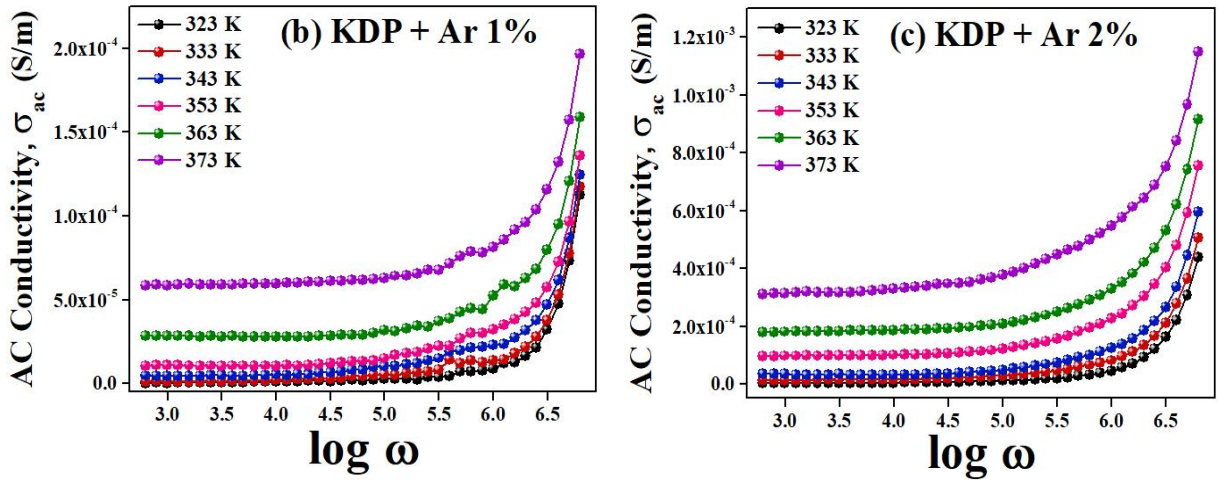 (b) KDP + Ar 1%
323 K
333 K
343 K
353 K
363 K
373 K
AC Conductivity, σac (S/m)
2.0x10-4
1.5x10-4
1.0x10-4
5.0x10-5
0.0
3.0 3.5 4.0 4.5 5.0 5.5 6.0 6.5
log ω
(c) KDP + Ar 2%
323 K
333 K
343 K
353 K
363 K
373 K
AC Conductivity, σac (S/m)
1.2x10-3
1.0x10-3
8.0x10-4
6.0x10-4
4.0x10-4
2.0x10-4
0.0
3.0 3.5 4.0 4.5 5.0 5.5 6.0 6.5
log ω